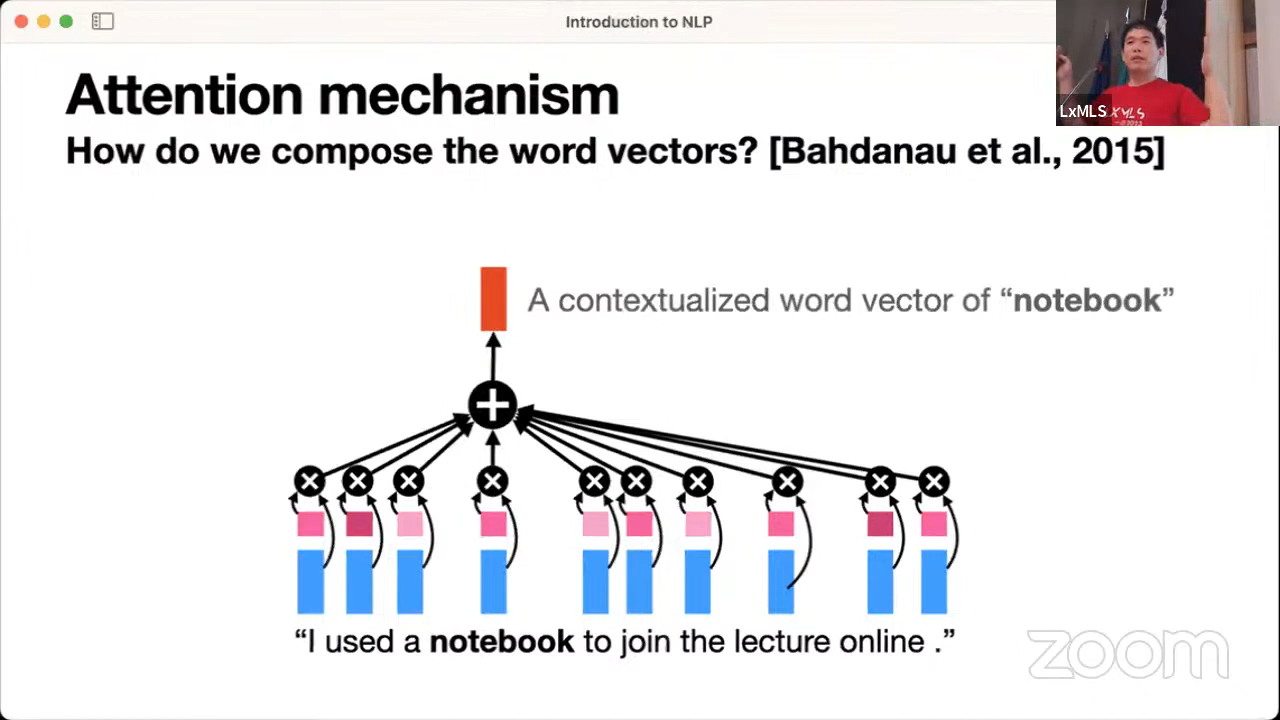 Introduction to NLP
Attention mechanism
How do we compose the word vectors? [Bahdanau et al., 2015]
LxMLS
A contextualized word vector of “notebook”
“I used a notebook to join the lecture online .”
zoom